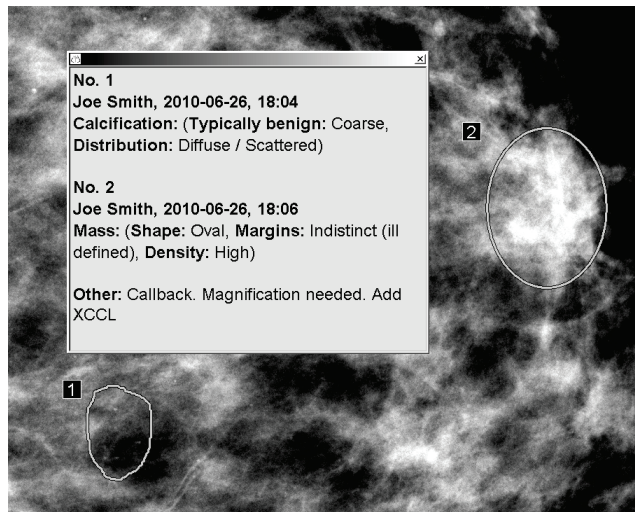 No. 1
Joe Smith, 2010-06-26, 18:04
Calcification: (Typically benign: Coarse,
Distribution: Diffuse / Scattered)
No. 2
Joe Smith, 2010-06-26, 18:06
Mass: (Shape: Oval, Margins: Indistinct (ill
defined), Density: High)
Other: Callback. Magnification needed. Add
XCCL
2
1